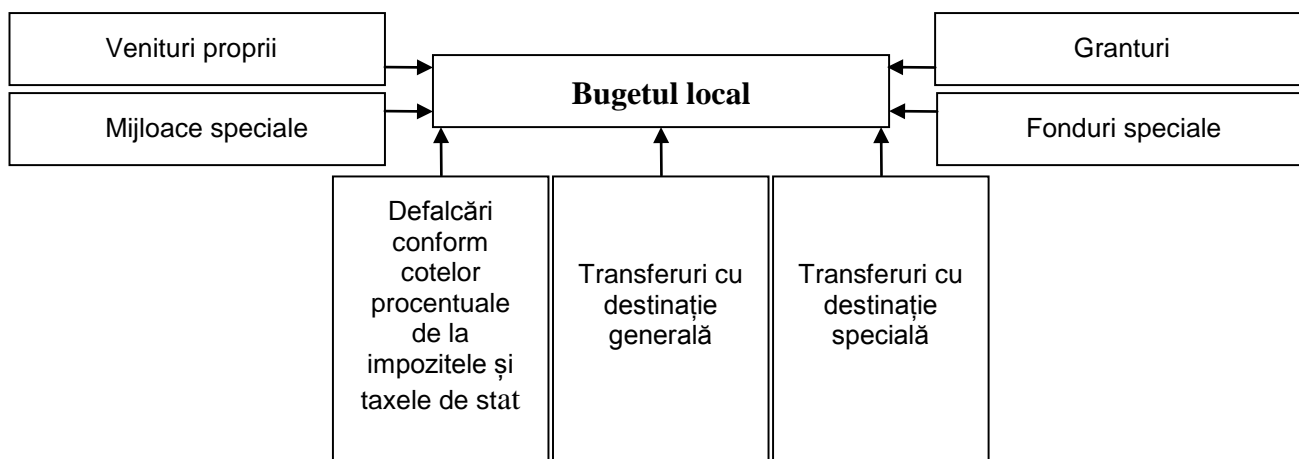 Venituri proprii
Granturi
Bugetul local
Mijloace speciale
Fonduri speciale
Defalcări
conform
cotelor
procentuale
de la
impozitele și
taxele de stat
Transferuri cu
destinație
generală
Transferuri cu
destinație
specială